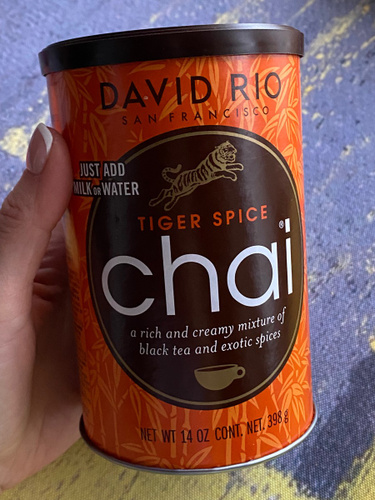 DAVID RIO
SAN FRANCISCO
JUST ADD
MILK OR WATER
TIGER SPICE
chai®
a rich and creamy mixture of
black tea and exotic spices
NET WT 14 OZ CONT. NET. 398 g